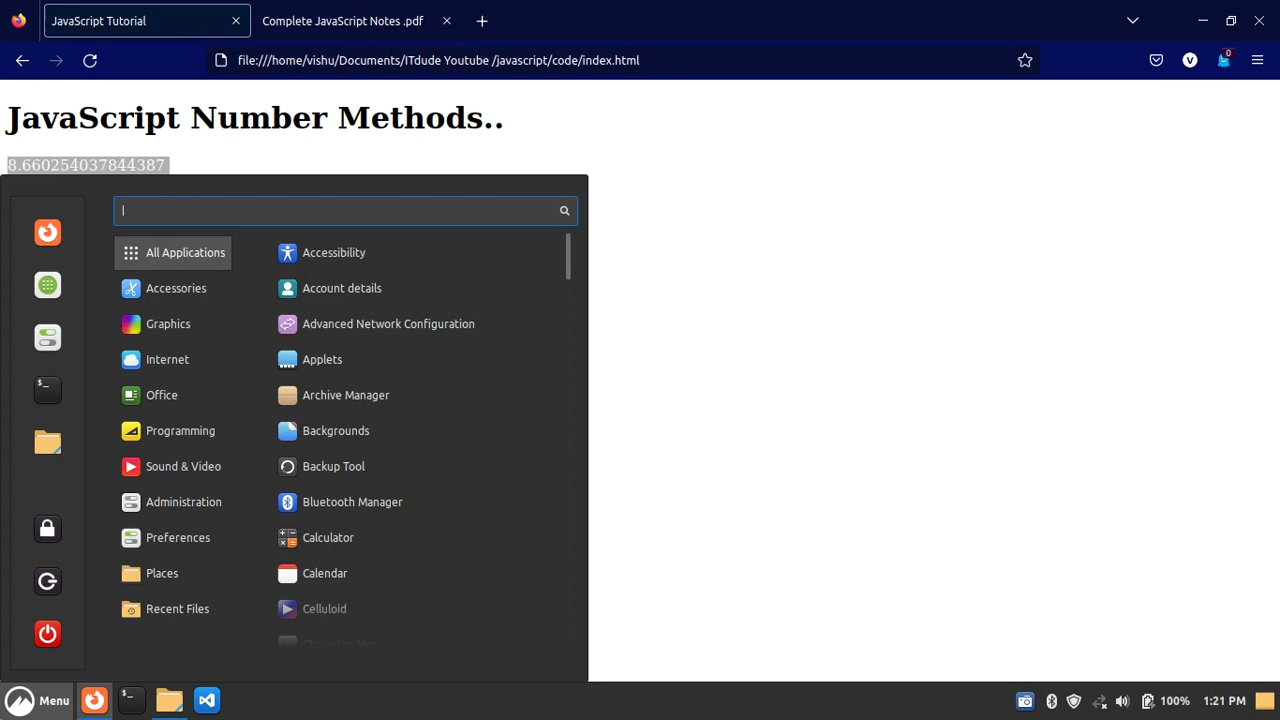 JavaScript Tutorial
Complete JavaScript Notes .pdf
file:///home/vishu/Documents/ITdude Youtube /javascript/code/index.html
V
0
JavaScript Number Methods..
8.660254037844387
All Applications
Accessories
Graphics
Internet
Office
Programming
Sound & Video
Administration
Preferences
Places
Recent Files
Accessibility
Account details
Advanced Network Configuration
Applets
Archive Manager
Backgrounds
Backup Tool
Bluetooth Manager
Calculator
Calendar
Celluloid
Menu
100%
1:21 PM